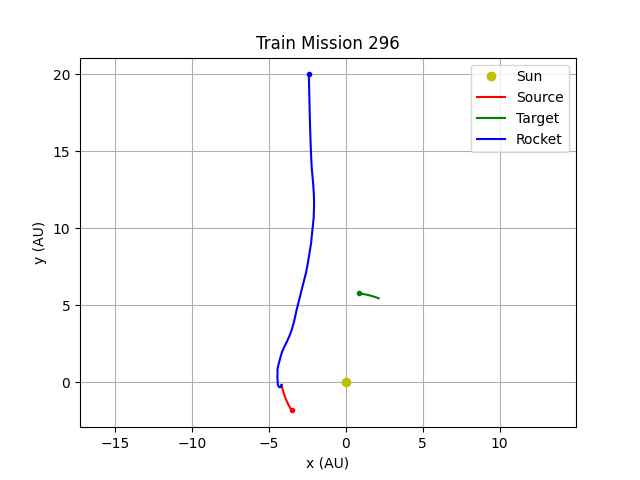 Train Mission 296
Sun
Source
Target
Rocket
20
15
10
5
0
y (AU)
−15
−10
−5
0
5
10
x (AU)